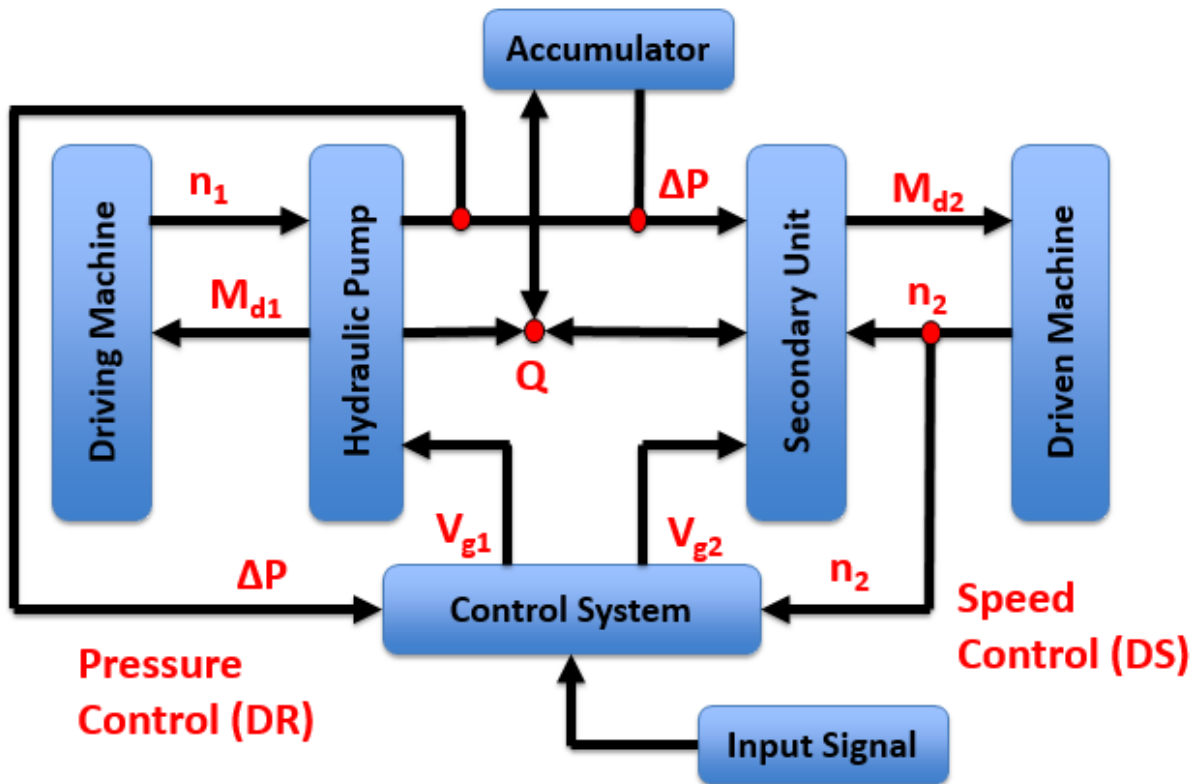 Accumulator
n1
ΔP
Md2
Driving Machine
Hydraulic Pump
Secondary Unit
Driven Machine
Md1
n2
Q
Vg1
Vg2
ΔP
n2
Control System
Speed
Control (DS)
Pressure
Control (DR)
Input Signal